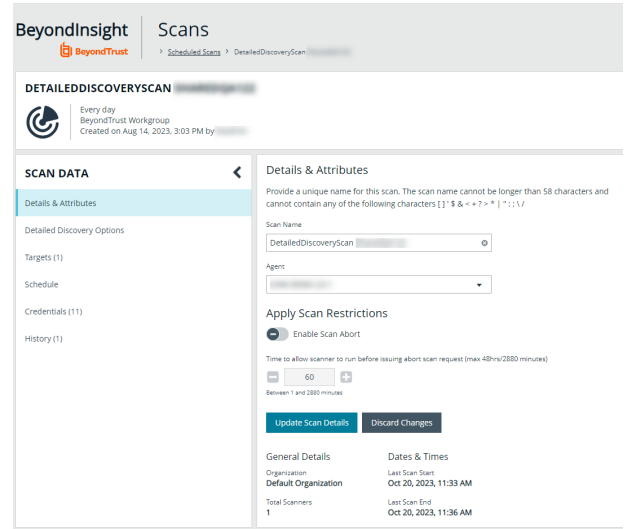 BeyondInsight
BeyondTrust
Scans
> Scheduled Scans > DetailedDiscoveryScan
DETAILEDDISCOVERYSCAN
Every day
BeyondTrust Workgroup
Created on Aug 14, 2023, 3:03 PM by
SCAN DATA
Details & Attributes
Detailed Discovery Options
Targets (1)
Schedule
Credentials (11)
History (1)
Details & Attributes
Provide a unique name for this scan. The scan name cannot be longer than 58 characters and
cannot contain any of the following characters [ ] ' $ & < + ? > * | " : ; \ /
Scan Name
DetailedDiscoveryScan
Agent
Apply Scan Restrictions
Enable Scan Abort
Time to allow scanner to run before issuing abort scan request (max 48hrs/2880 minutes)
60
Between 1 and 2880 minutes
Update Scan Details
Discard Changes
General Details
Organization
Default Organization
Total Scanners
1
Dates & Times
Last Scan Start
Oct 20, 2023, 11:33 AM
Last Scan End
Oct 20, 2023, 11:36 AM